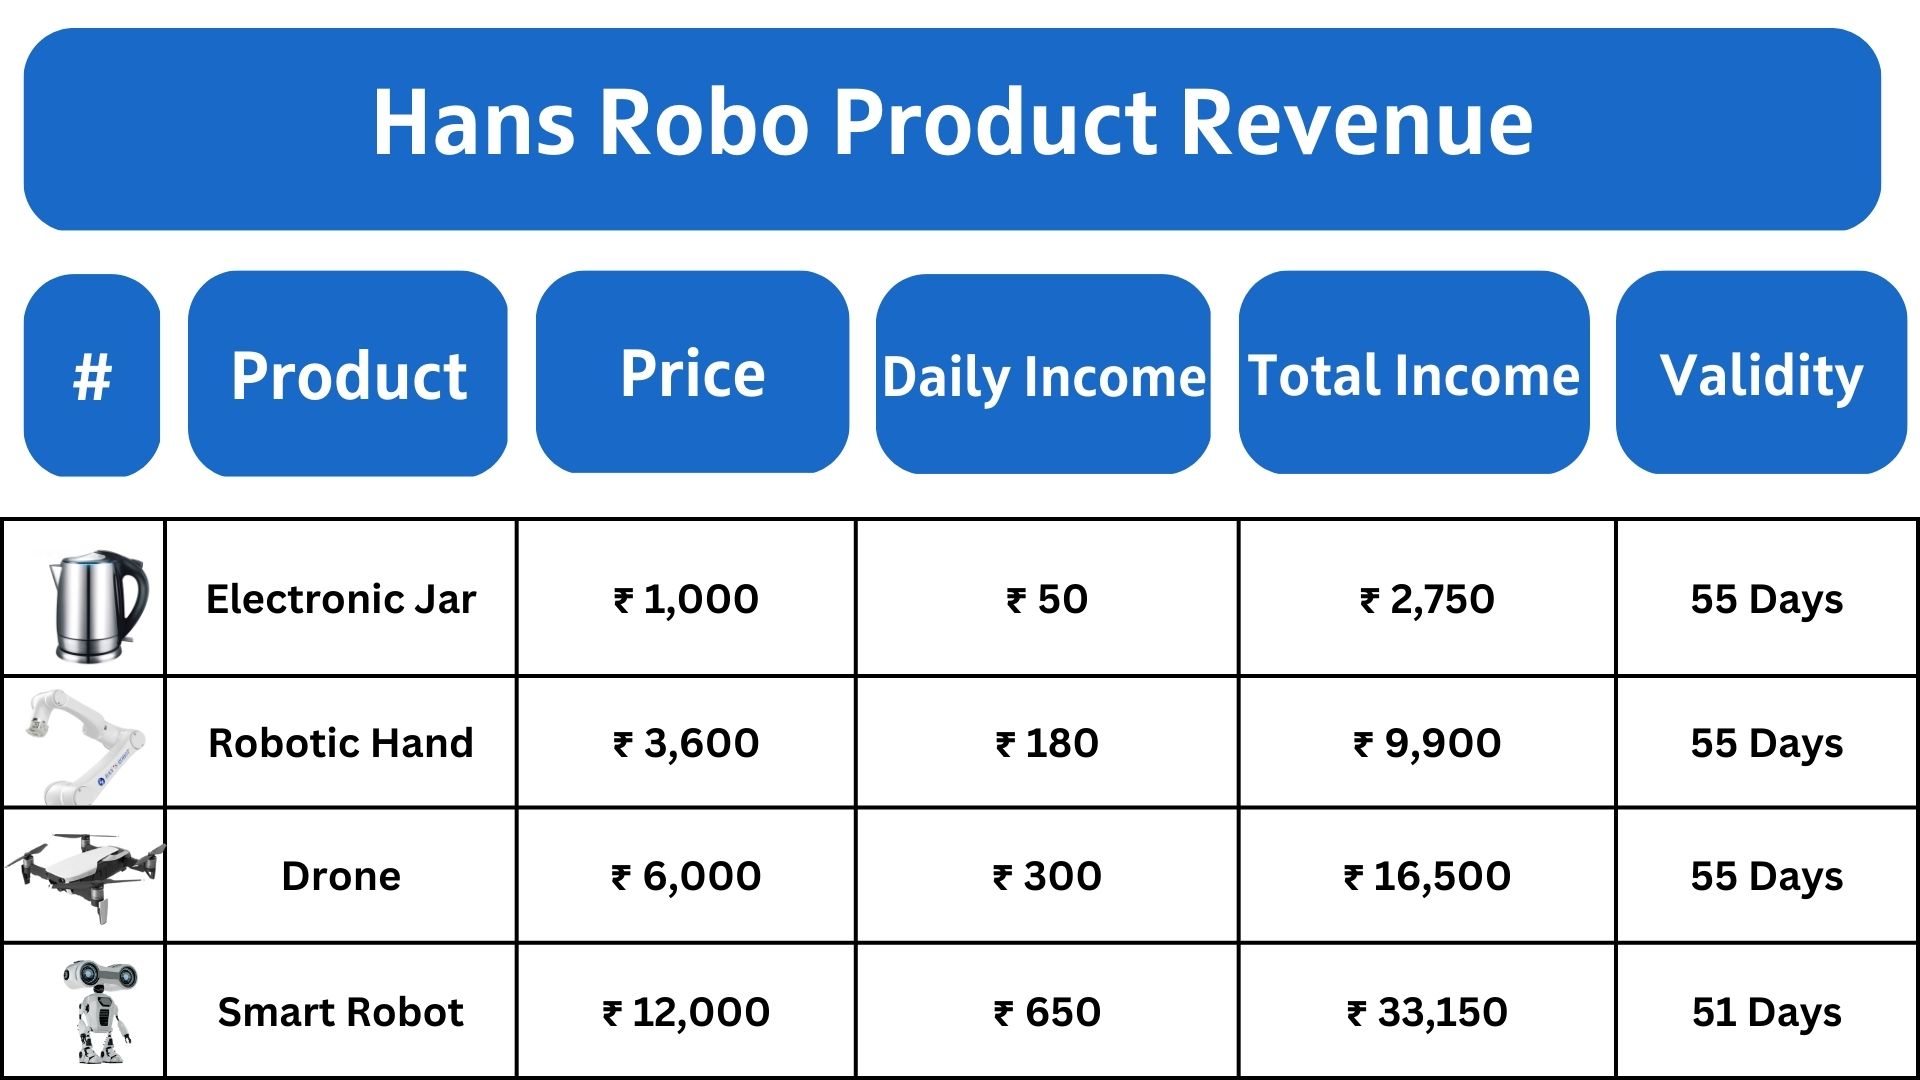 Hans Robo Product Revenue
# Product Price Daily Income Total Income Validity
Electronic Jar ₹ 1,000 ₹ 50 ₹ 2,750 55 Days
Robotic Hand ₹ 3,600 ₹ 180 ₹ 9,900 55 Days
Drone ₹ 6,000 ₹ 300 ₹ 16,500 55 Days
Smart Robot ₹ 12,000 ₹ 650 ₹ 33,150 51 Days